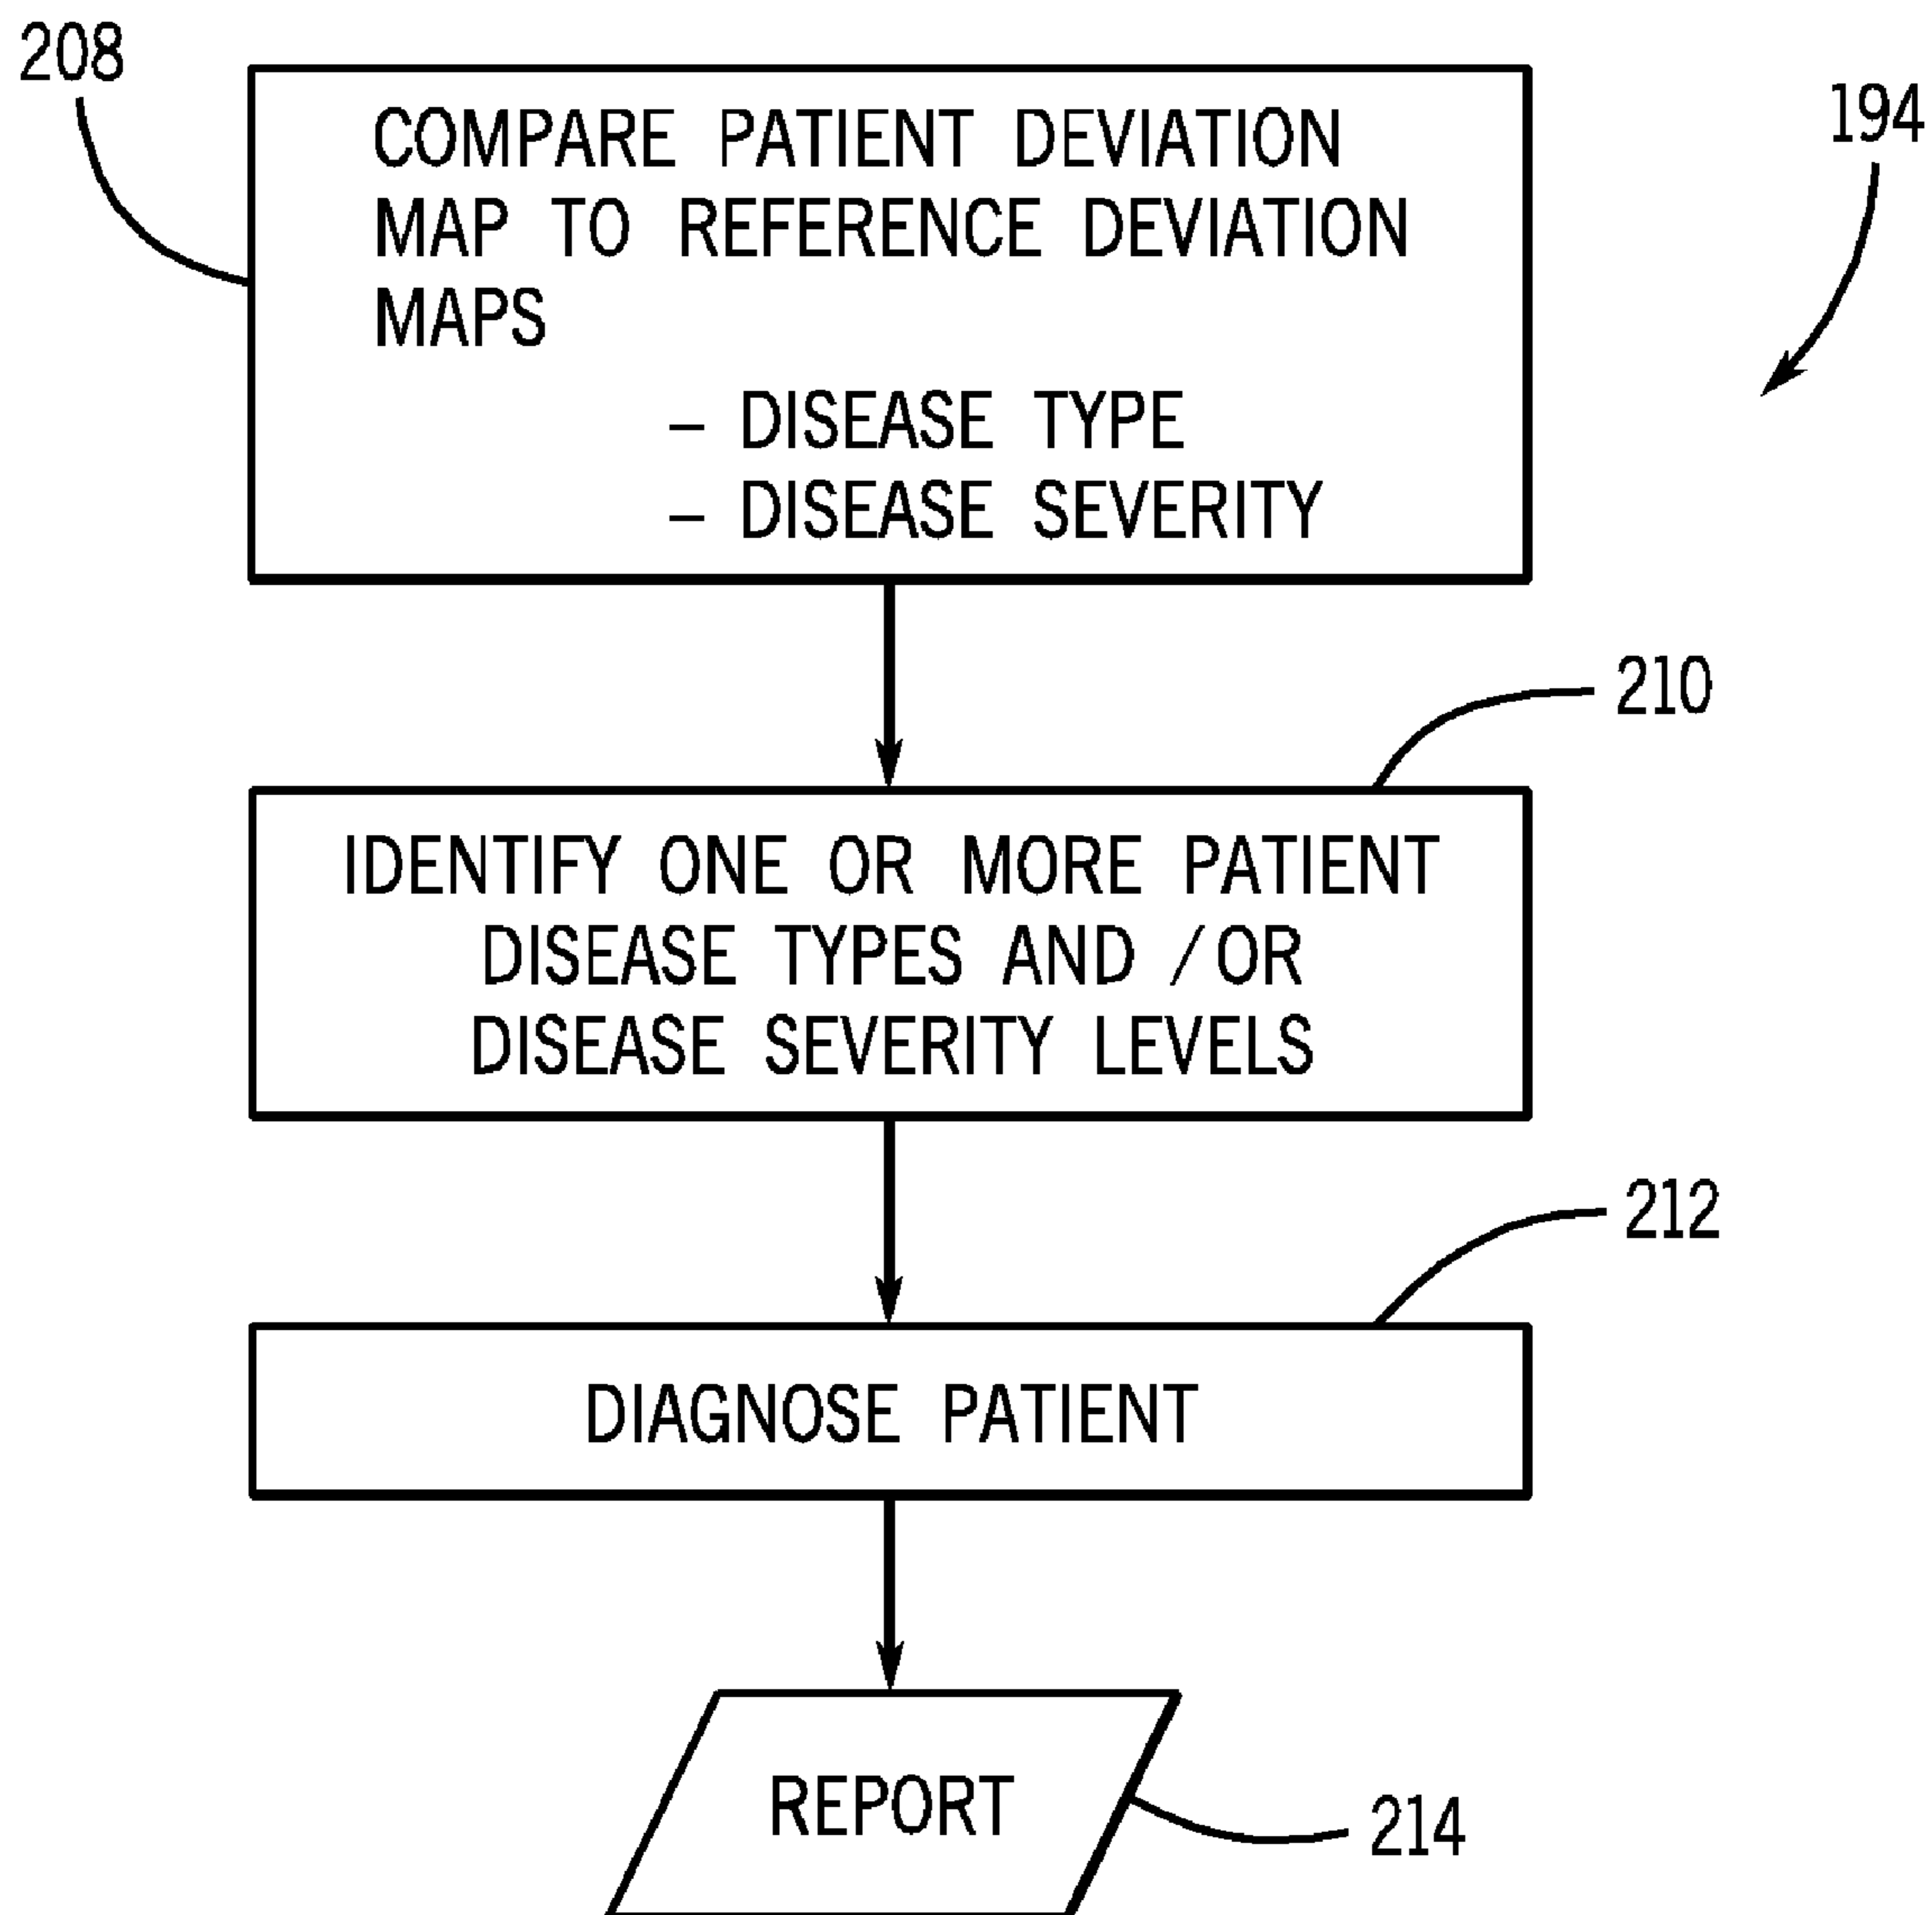 208
194
COMPARE PATIENT DEVIATION
MAP TO REFERENCE DEVIATION
MAPS
– DISEASE TYPE
– DISEASE SEVERITY
210
IDENTIFY ONE OR MORE PATIENT
DISEASE TYPES AND /OR
DISEASE SEVERITY LEVELS
212
DIAGNOSE PATIENT
REPORT
214